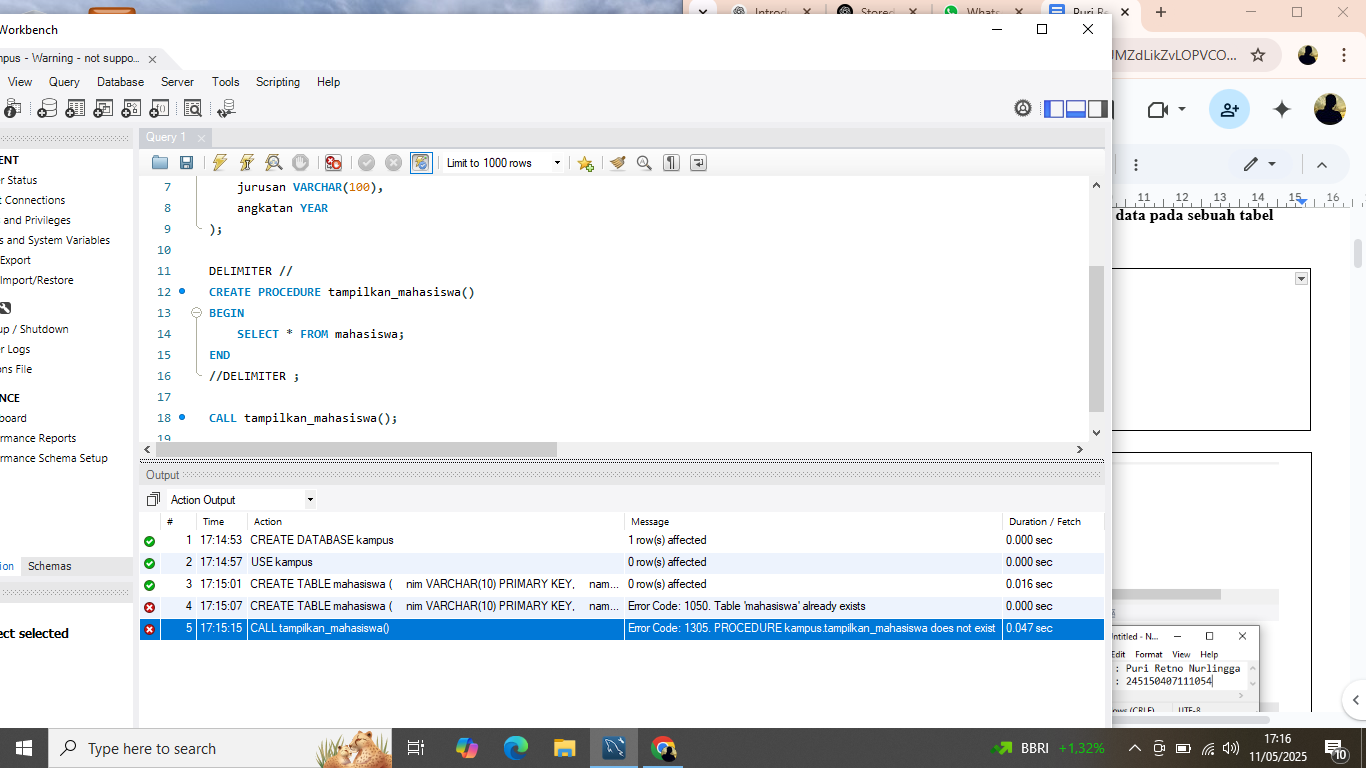 Introd
Stored
Whats
Puri R
Workbench
npus - Warning - not suppo...
JMZdLikZvLOPVCO...
View Query Database Server Tools Scripting Help
Query 1
ENT
er Status
t Connections
s and Privileges
s and System Variables
Export
Import/Restore
up / Shutdown
er Logs
ons File
NCE
board
rmance Reports
rmance Schema Setup
Limit to 1000 rows
7 jurusan VARCHAR(100),
8 angkatan YEAR
9 );
10
11 DELIMITER //
12 CREATE PROCEDURE tampilkan_mahasiswa()
13 BEGIN
14 SELECT * FROM mahasiswa;
15 END
16 //DELIMITER ;
17
18 CALL tampilkan_mahasiswa();
19
11 12 13 14 15 16
data pada sebuah tabel
Output
Action Output
# Time Action Message Duration / Fetch
1 17:14:53 CREATE DATABASE kampus 1 row(s) affected 0.000 sec
2 17:14:57 USE kampus 0 row(s) affected 0.000 sec
3 17:15:01 CREATE TABLE mahasiswa ( nim VARCHAR(10) PRIMARY KEY, nam... 0 row(s) affected 0.016 sec
4 17:15:07 CREATE TABLE mahasiswa ( nim VARCHAR(10) PRIMARY KEY, nam... Error Code: 1050. Table 'mahasiswa' already exists 0.000 sec
5 17:15:15 CALL tampilkan_mahasiswa() Error Code: 1305. PROCEDURE kampus.tampilkan_mahasiswa does not exist 0.047 sec
ion Schemas
ect selected
ntitled - N...
Edit Format View Help
: Puri Retno Nurlingga
: 245150407111054
ows (CRLF) UTF-8
Type here to search
BBRI +1,32%
17:16
11/05/2025
10